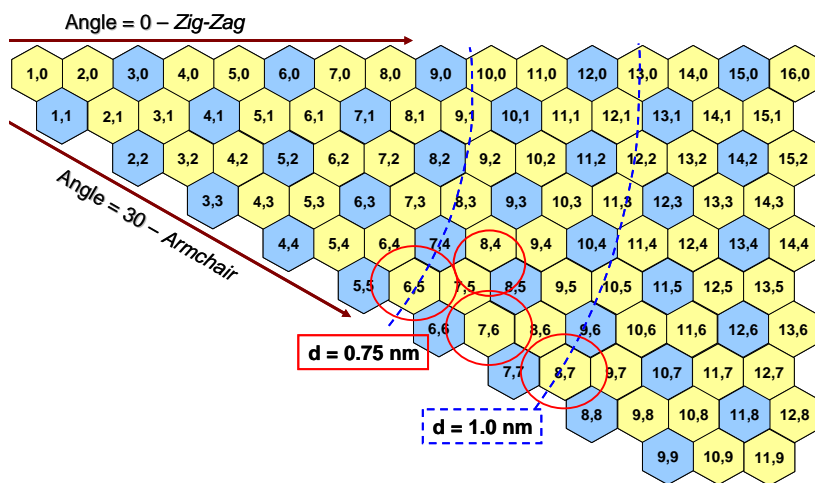 Angle = 0 – Zig-Zag
1,0 2,0 3,0 4,0 5,0 6,0 7,0 8,0 9,0 10,0 11,0 12,0 13,0 14,0 15,0 16,0
1,1 2,1 3,1 4,1 5,1 6,1 7,1 8,1 9,1 10,1 11,1 12,1 13,1 14,1 15,1
2,2 3,2 4,2 5,2 6,2 7,2 8,2 9,2 10,2 11,2 12,2 13,2 14,2 15,2
3,3 4,3 5,3 6,3 7,3 8,3 9,3 10,3 11,3 12,3 13,3 14,3
Angle = 30 – Armchair
4,4 5,4 6,4 7,4 8,4 9,4 10,4 11,4 12,4 13,4 14,4
5,5 6,5 7,5 8,5 9,5 10,5 11,5 12,5 13,5
6,6 7,6 8,6 9,6 10,6 11,6 12,6 13,6
d = 0.75 nm
7,7 8,7 9,7 10,7 11,7 12,7
8,8 9,8 10,8 11,8 12,8
d = 1.0 nm
9,9 10,9 11,9